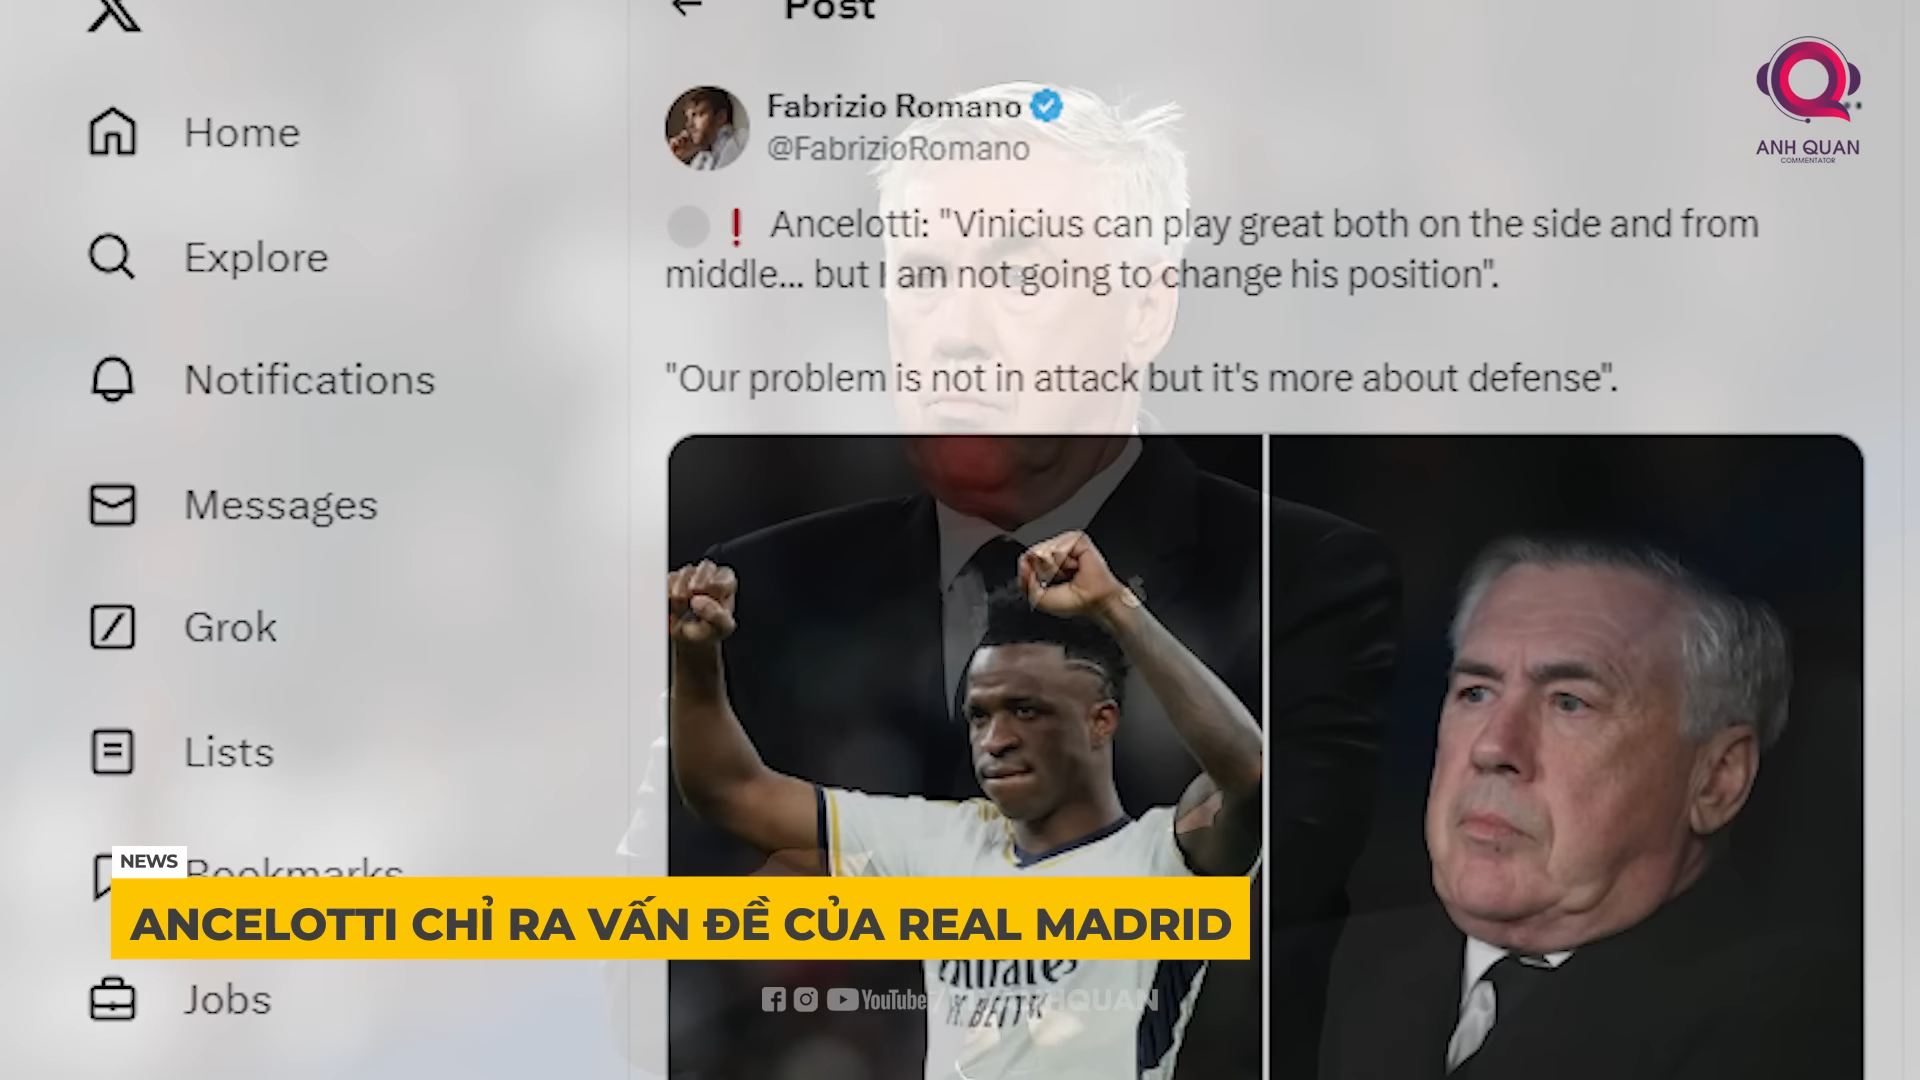 Post
Fabrizio Romano
@FabrizioRomano
Home
Explore
Notifications
Messages
Grok
Lists
Bookmarks
Jobs
❗ Ancelotti: "Vinicius can play great both on the side and from
middle... but I am not going to change his position".
"Our problem is not in attack but it's more about defense".
ANH QUAN
COMMENTATOR
NEWS
ANCELOTTI CHỈ RA VẤN ĐỀ CỦA REAL MADRID
Emirates
YouTube